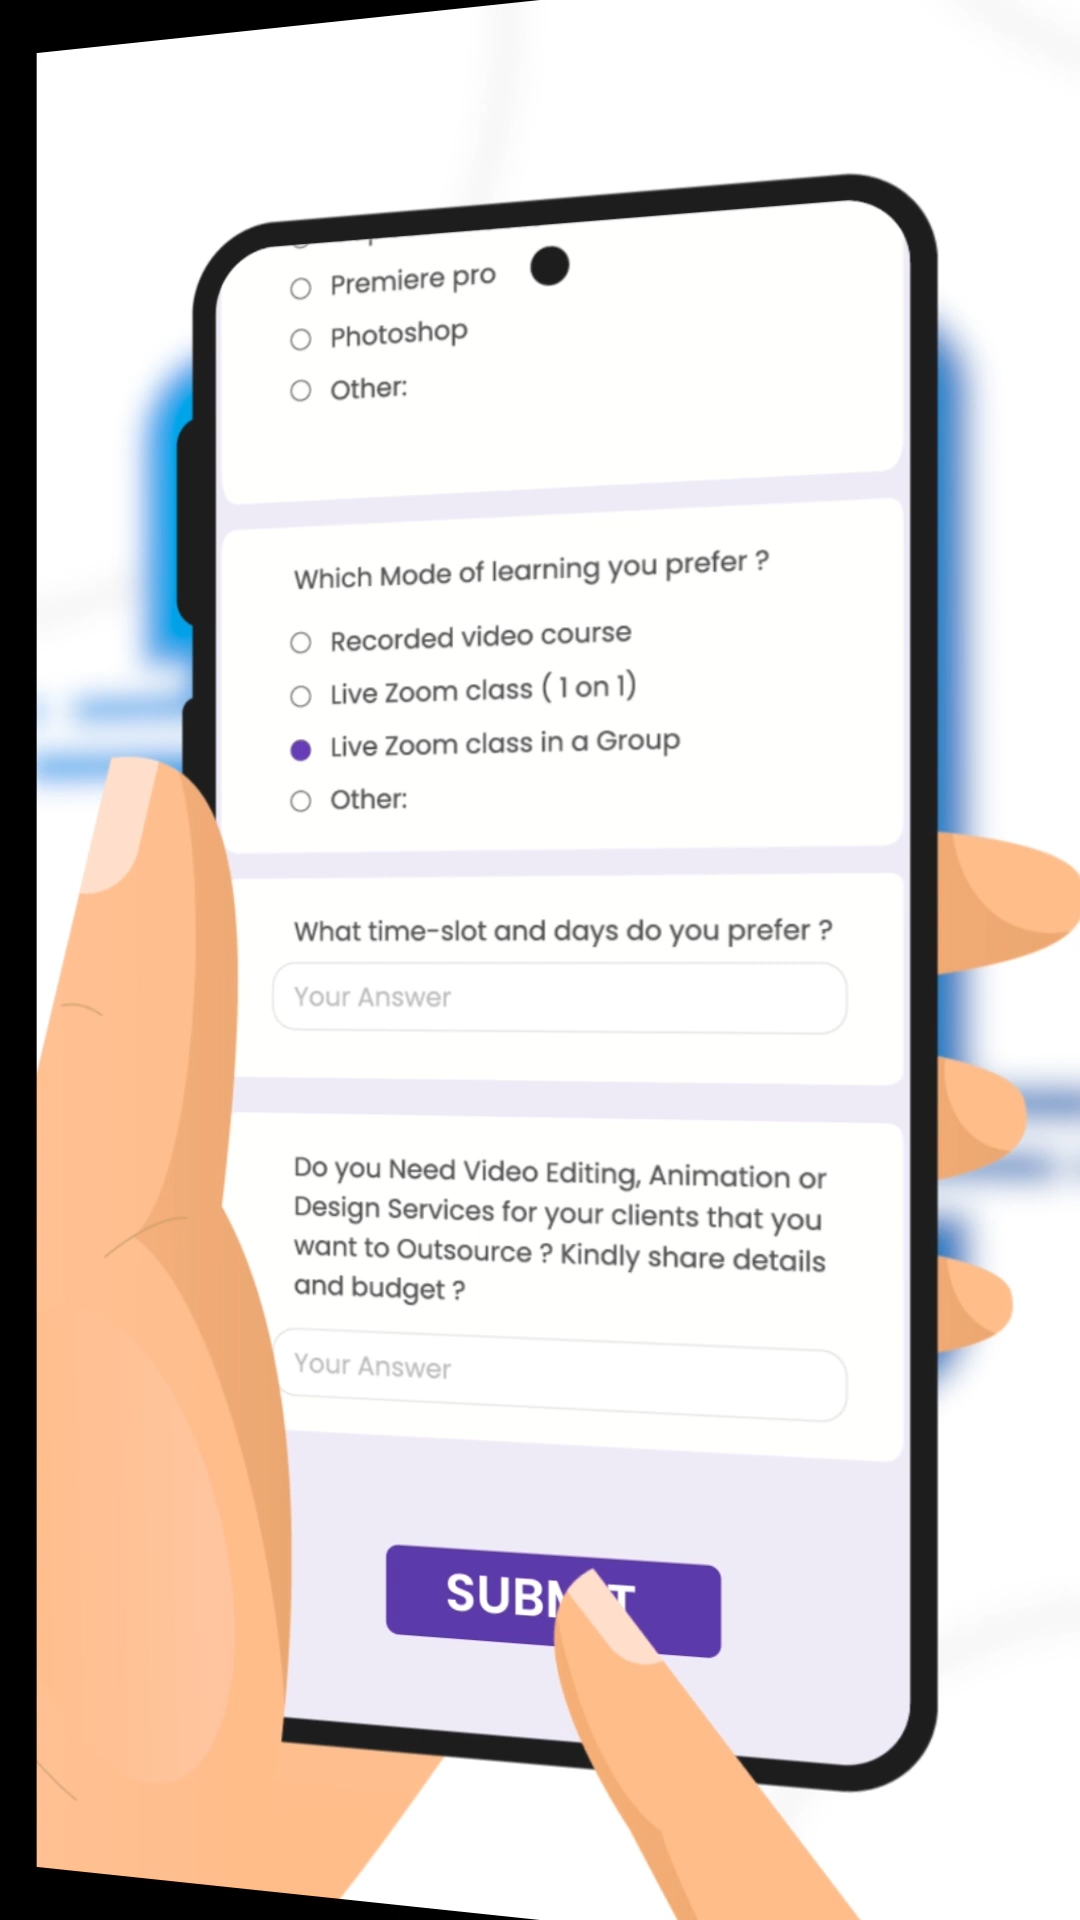 Premiere pro
Photoshop
Other:
Which Mode of learning you prefer ?
Recorded video course
Live Zoom class ( 1 on 1)
Live Zoom class in a Group
Other:
What time-slot and days do you prefer ?
Your Answer
Do you Need Video Editing, Animation or
Design Services for your clients that you
want to Outsource ? Kindly share details
and budget ?
Your Answer
SUBMIT